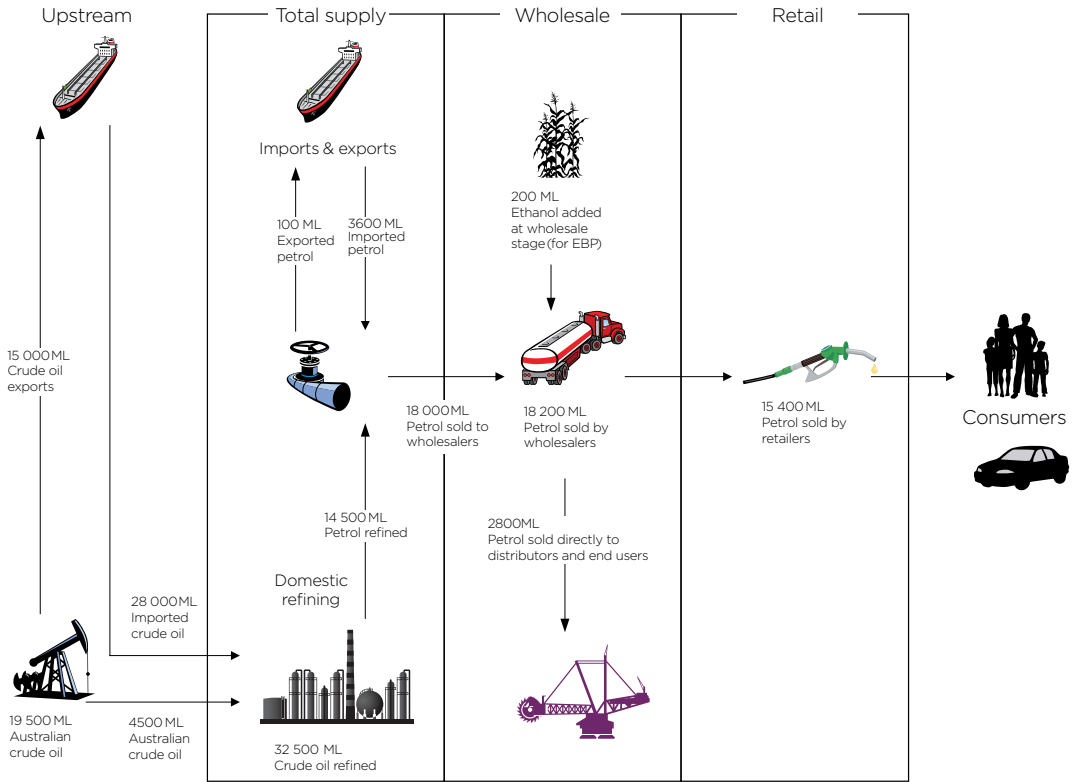 Upstream
Total supply
Wholesale
Retail
Imports & exports
200 ML
Ethanol added
at wholesale
stage (for EBP)
100 ML
Exported
petrol
3600 ML
Imported
petrol
15 000 ML
Crude oil
exports
18 000 ML
Petrol sold to
wholesalers
18 200 ML
Petrol sold by
wholesalers
15 400 ML
Petrol sold by
retailers
Consumers
14 500 ML
Petrol refined
2800ML
Petrol sold directly to
distributors and end users
Domestic
refining
28 000 ML
Imported
crude oil
19 500 ML
Australian
crude oil
4500 ML
Australian
crude oil
32 500 ML
Crude oil refined